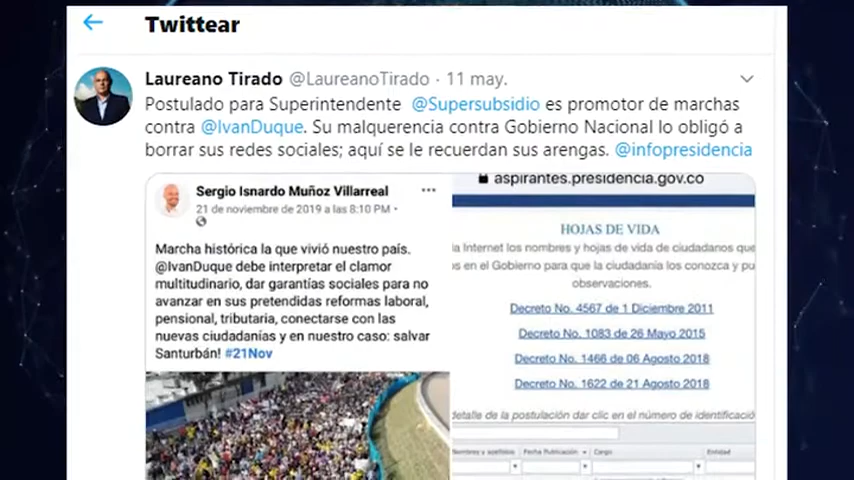 Twittear
Laureano Tirado @LaureanoTirado · 11 may.
Postulado para Superintendente @Supersubsidio es promotor de marchas
contra @IvanDuque. Su malquerencia contra Gobierno Nacional lo obligó a
borrar sus redes sociales; aquí se le recuerdan sus arengas. @infopresidencia
Sergio Isnardo Muñoz Villarreal
21 de noviembre de 2019 a las 8:10 PM ·
Marcha histórica la que vivió nuestro país.
@IvanDuque debe interpretar el clamor
multitudinario, dar garantías sociales para no
avanzar en sus pretendidas reformas laboral,
pensional, tributaria, conectarse con las
nuevas ciudadanías y en nuestro caso: salvar
Santurbán! #21Nov
aspirantes.presidencia.gov.co
HOJAS DE VIDA
la Internet los nombres y hojas de vida de ciudadanos que
os en el Gobierno para que la ciudadanía los conozca y pu
observaciones.
Decreto No. 4567 de 1 Diciembre 2011
Decreto No. 1083 de 26 Mayo 2015
Decreto No. 1466 de 06 Agosto 2018
Decreto No. 1622 de 21 Agosto 2018
detalle de la postulación dar clic en el número de identificació
Nombres y apellidos Fecha Publicación Cargo Entidad